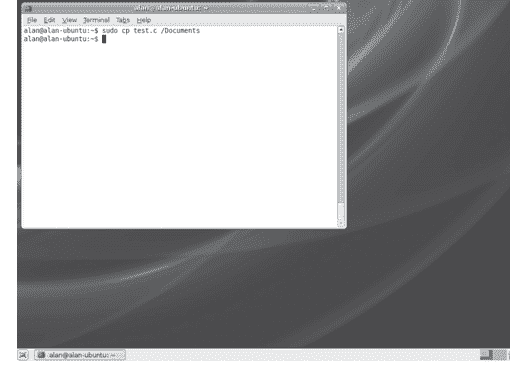 alan@alan-ubuntu: ~
File Edit View Terminal Tabs Help
alan@alan-ubuntu:~$ sudo cp test.c /Documents
alan@alan-ubuntu:~$
alan@alan-ubuntu: ~